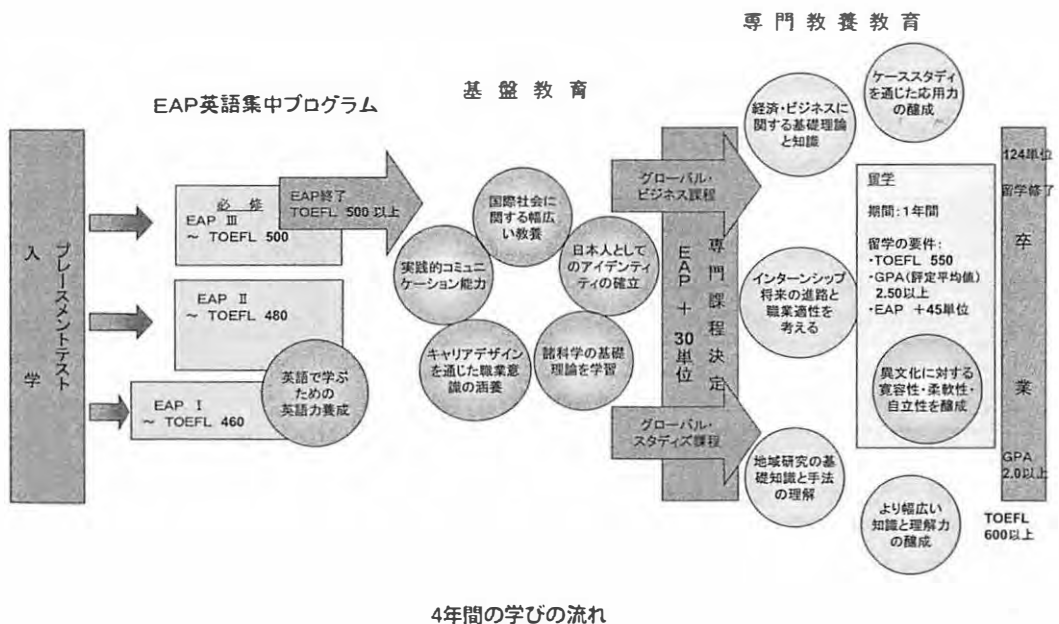 専門教養教育
基盤教育
EAP英語集中プログラム
入学
プレースメントテスト
必修
EAP Ⅲ
～ TOEFL 500
EAP Ⅱ
～ TOEFL 480
EAP Ⅰ
～ TOEFL 460
英語で学ぶ
ための
英語力養成
EAP終了
TOEFL 500 以上
国際社会に
関する幅広
い教養
実践的コミュニ
ケーション能力
日本人として
のアイデンティ
ティの確立
キャリアデザイン
を通じた職業意
識の涵養
諸科学の基礎
理論を学習
グローバル・
ビジネス課程
専門課程決定
EAP + 30単位
グローバル・
スタディズ課程
経済・ビジネスに
関する基礎理論
と知識
ケーススタディ
を通じた応用力
の醸成
インターンシップ
将来の進路と
職業適性を
考える
地域研究の基
礎知識と手法
の理解
より幅広い
知識と理解力
の醸成
留学
期間：1年間
留学の要件：
・TOEFL 550
・GPA（評定平均値）
2.50以上
・EAP +45単位
異文化に対する
寛容性・柔軟性・
自立性を醸成
124単位
留学修了
卒業
GPA
2.0以上
TOEFL
600以上
4年間の学びの流れ